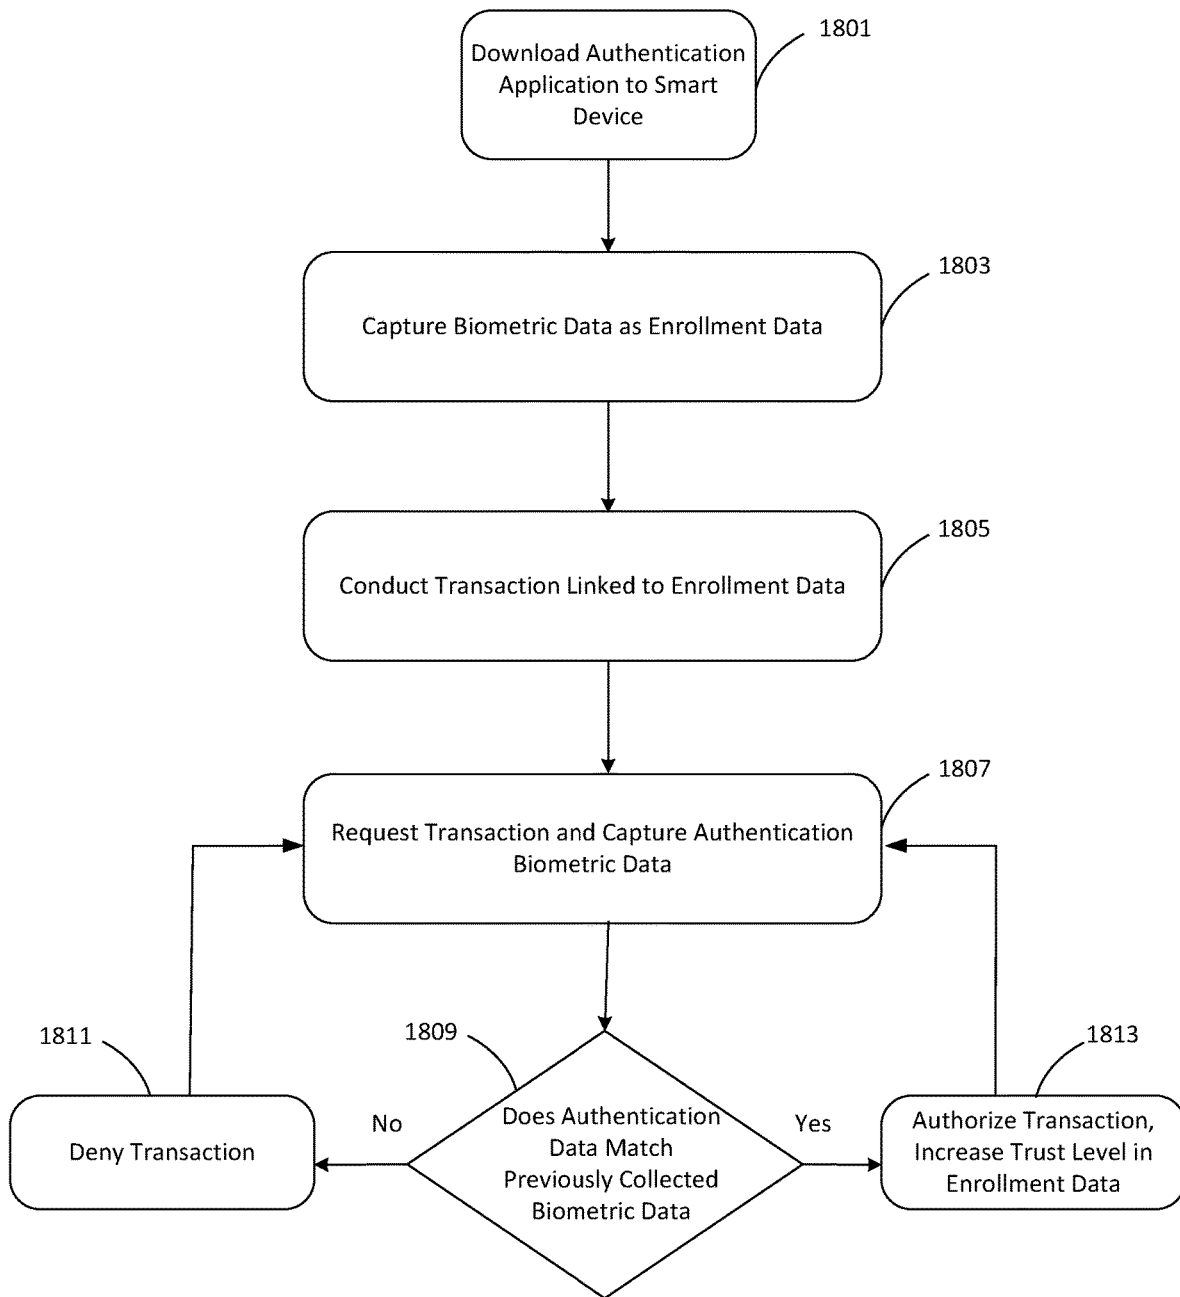 1801
Download Authentication
Application to Smart
Device
1803
Capture Biometric Data as Enrollment Data
1805
Conduct Transaction Linked to Enrollment Data
1807
Request Transaction and Capture Authentication
Biometric Data
1811
1809
1813
No
Yes
Deny Transaction
Does Authentication
Data Match
Previously Collected
Biometric Data
Authorize Transaction,
Increase Trust Level in
Enrollment Data